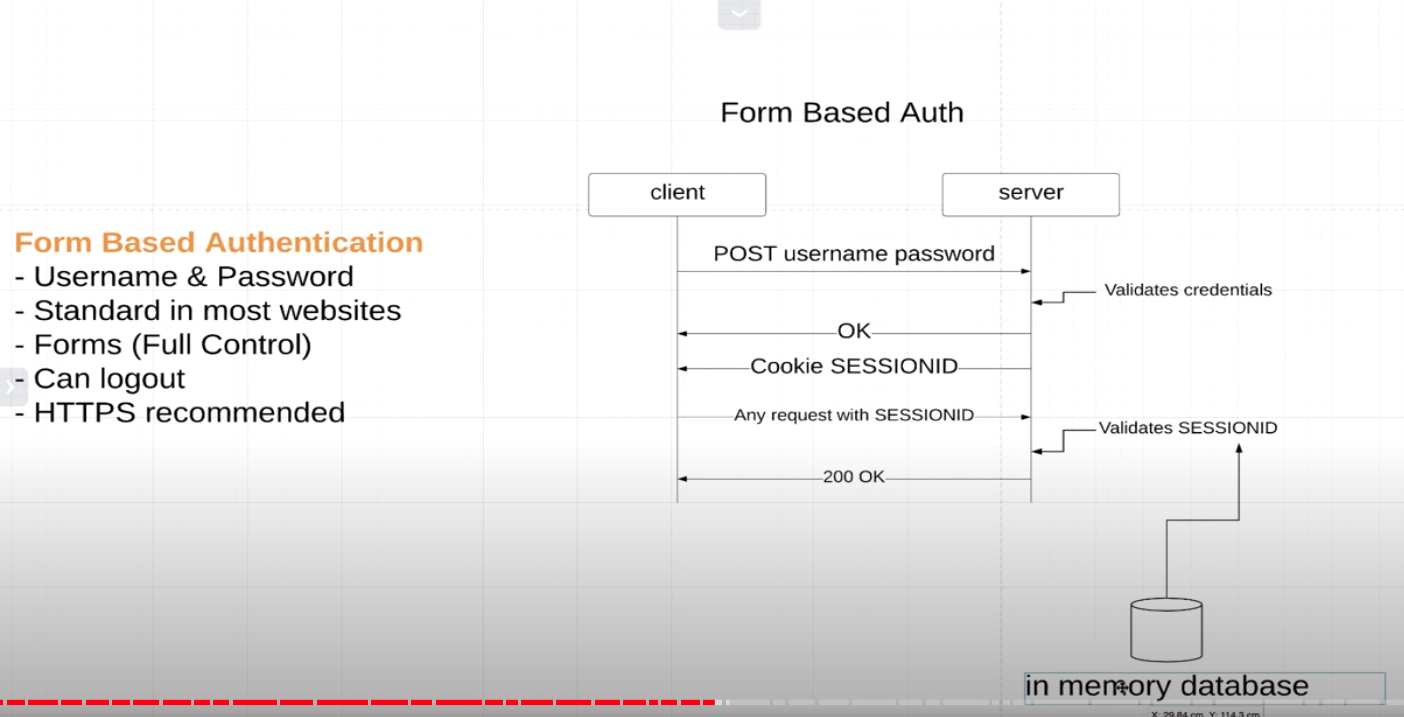 Form Based Auth
client
server
Form Based Authentication
- Username & Password
- Standard in most websites
- Forms (Full Control)
- Can logout
- HTTPS recommended
POST username password
Validates credentials
OK
Cookie SESSIONID
Any request with SESSIONID
Validates SESSIONID
200 OK
in memory database
X: 29.84 cm Y: 114.3 cm